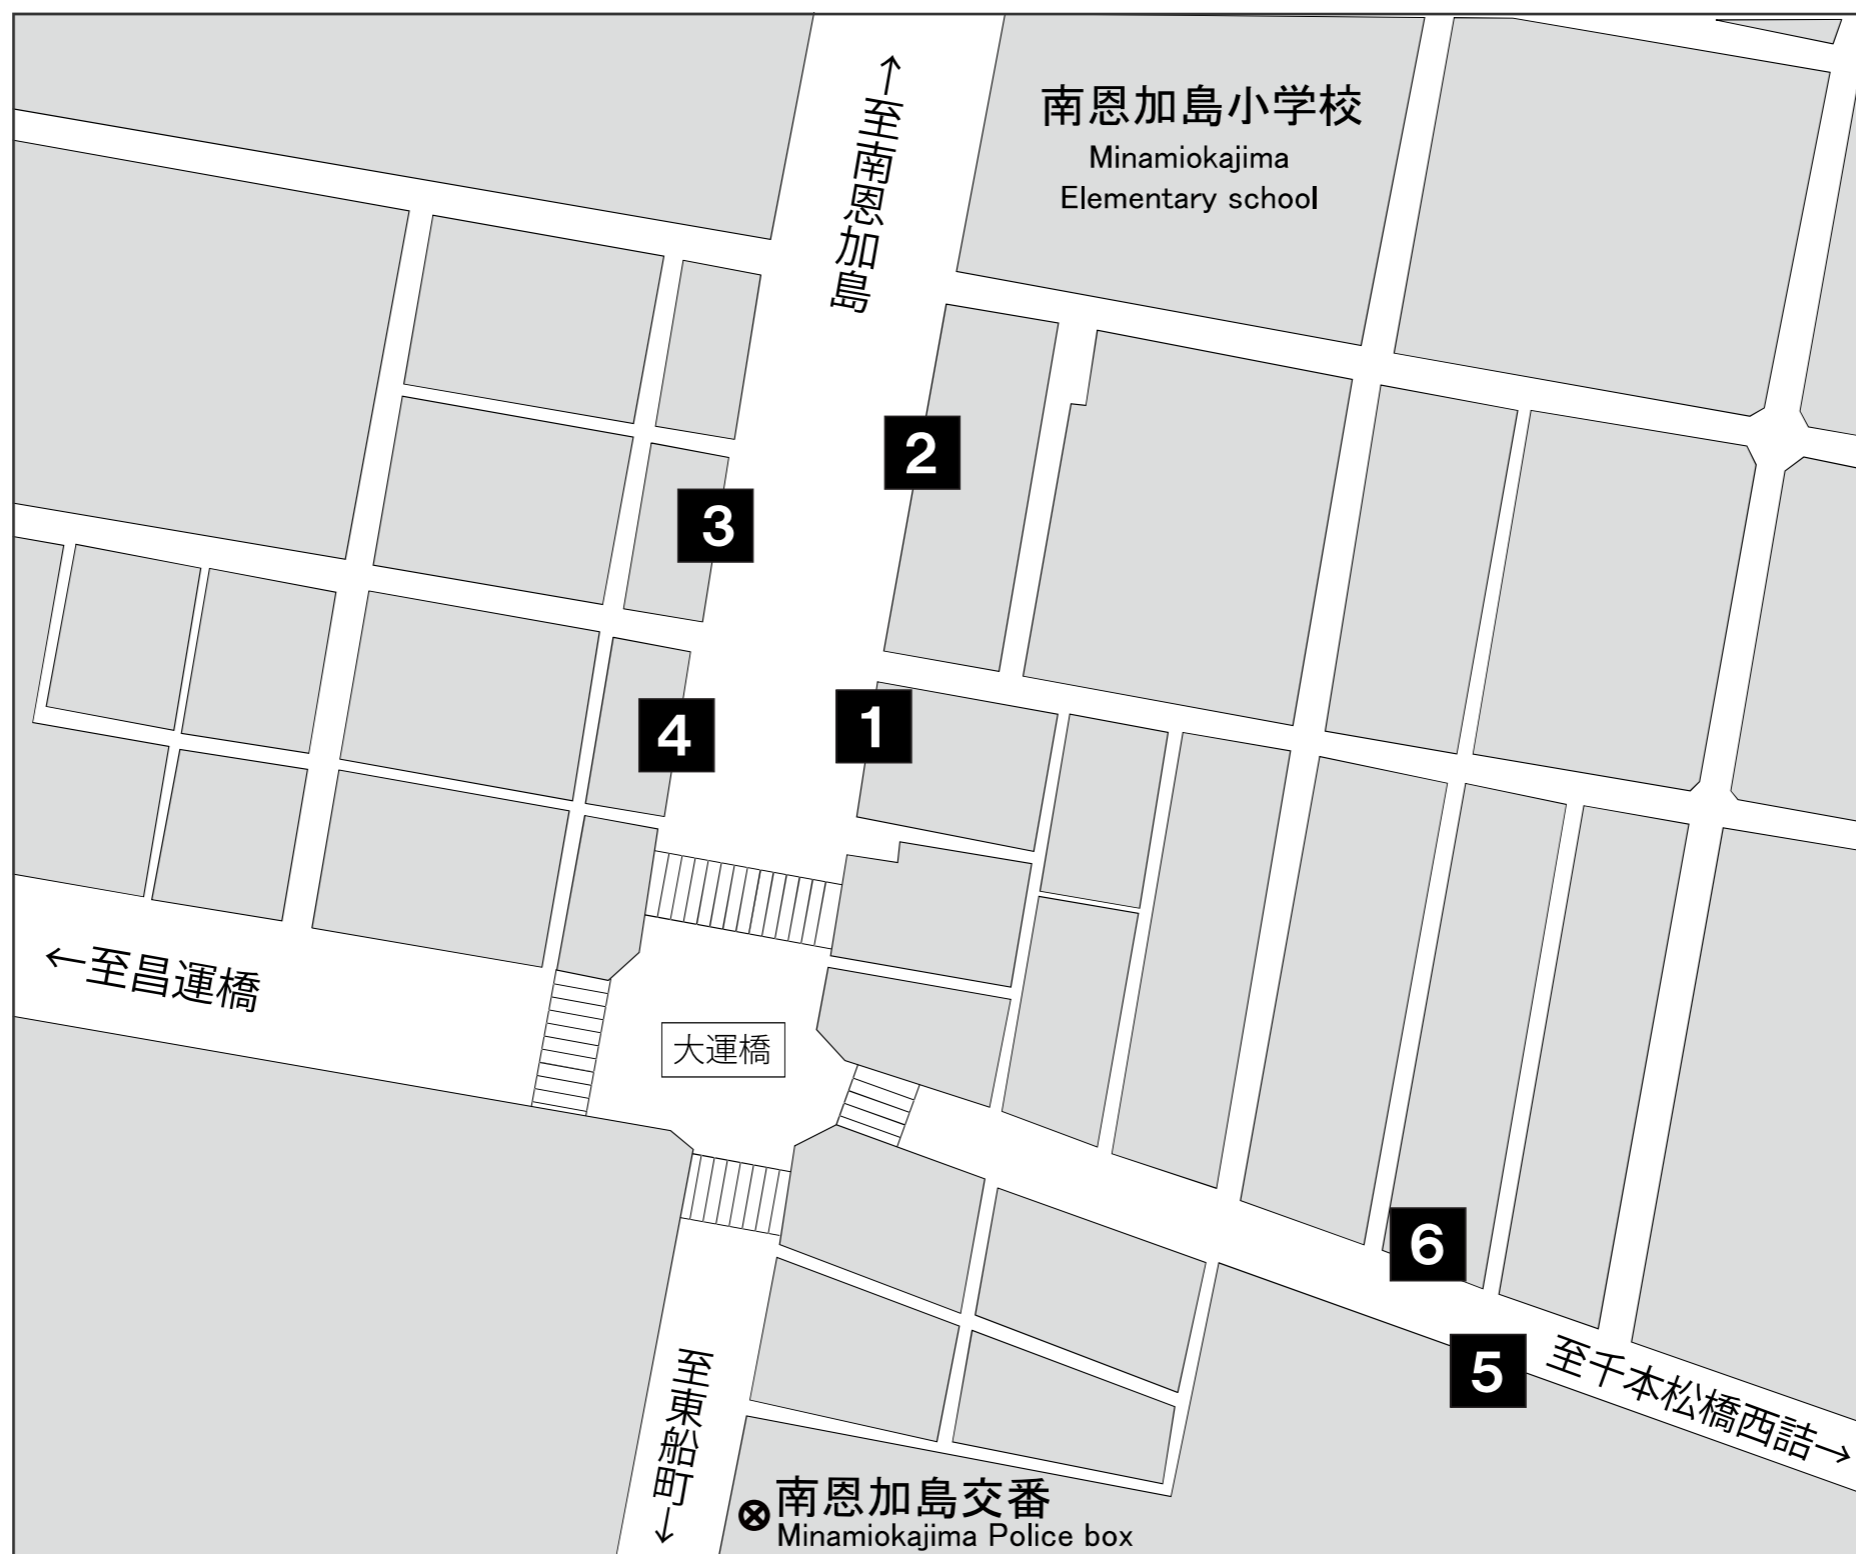 ↑至南恩加島
南恩加島小学校
Minamiokajima
Elementary school
2
3
1
4
←至昌運橋
大運橋
6
5
至千本松橋西詰→
至東船町→
南恩加島交番
Minamiokajima Police box